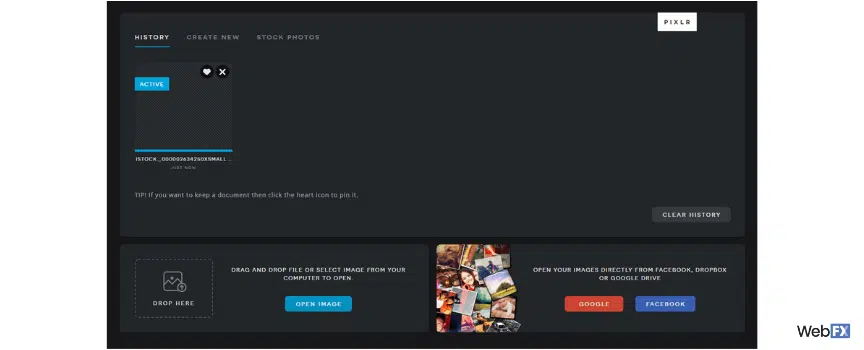 PIXLR
HISTORY CREATE NEW STOCK PHOTOS
ACTIVE
ISTOCK_000003634250XSMALL...
JUST NOW
TIP! If you want to keep a document then click the heart icon to pin it.
CLEAR HISTORY
DROP HERE
DRAG AND DROP FILE OR SELECT IMAGE FROM YOUR
COMPUTER TO OPEN.
OPEN IMAGE
OPEN YOUR IMAGES DIRECTLY FROM FACEBOOK, DROPBOX
OR GOOGLE DRIVE
GOOGLE
FACEBOOK
WebFX